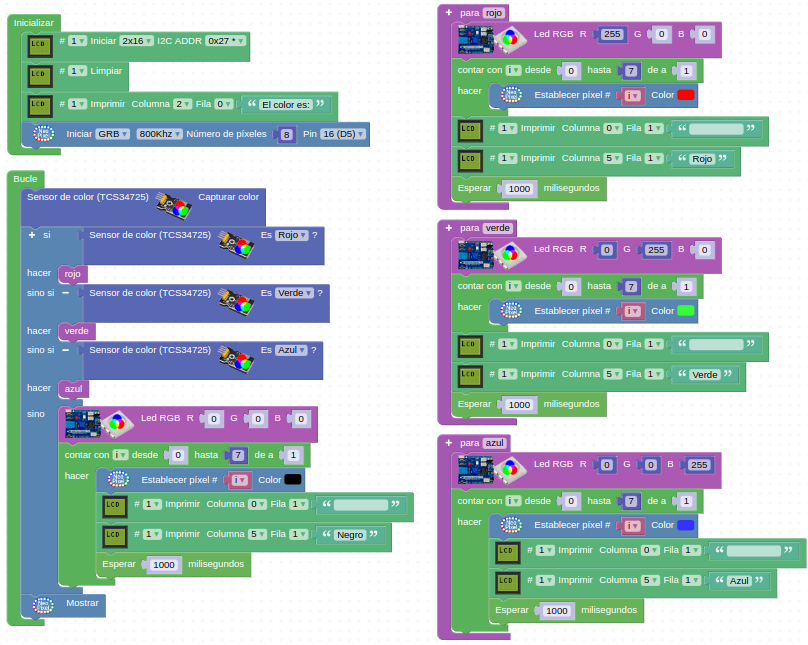 Inicializar
LCD # 1 Iniciar 2x16 I2C ADDR 0x27 *
LCD # 1 Limpiar
LCD # 1 Imprimir Columna 2 Fila 0 “ El color es: ”
Iniciar GRB 800Khz Número de píxeles 8 Pin 16 (D5)
Bucle
Sensor de color (TCS34725) Capturar color
+ si Sensor de color (TCS34725) Es Rojo ?
hacer rojo
sino si − Sensor de color (TCS34725) Es Verde ?
hacer verde
sino si − Sensor de color (TCS34725) Es Azul ?
hacer azul
sino Led RGB R 0 G 0 B 0
contar con i desde 0 hasta 7 de a 1
hacer Establecer píxel # i Color
LCD # 1 Imprimir Columna 0 Fila 1 “ ”
LCD # 1 Imprimir Columna 5 Fila 1 “ Negro ”
Esperar 1000 milisegundos
Mostrar
+ para rojo
Led RGB R 255 G 0 B 0
contar con i desde 0 hasta 7 de a 1
hacer Establecer píxel # i Color
LCD # 1 Imprimir Columna 0 Fila 1 “ ”
LCD # 1 Imprimir Columna 5 Fila 1 “ Rojo ”
Esperar 1000 milisegundos
+ para verde
Led RGB R 0 G 255 B 0
contar con i desde 0 hasta 7 de a 1
hacer Establecer píxel # i Color
LCD # 1 Imprimir Columna 0 Fila 1 “ ”
LCD # 1 Imprimir Columna 5 Fila 1 “ Verde ”
Esperar 1000 milisegundos
+ para azul
Led RGB R 0 G 0 B 255
contar con i desde 0 hasta 7 de a 1
hacer Establecer píxel # i Color
LCD # 1 Imprimir Columna 0 Fila 1 “ ”
LCD # 1 Imprimir Columna 5 Fila 1 “ Azul ”
Esperar 1000 milisegundos